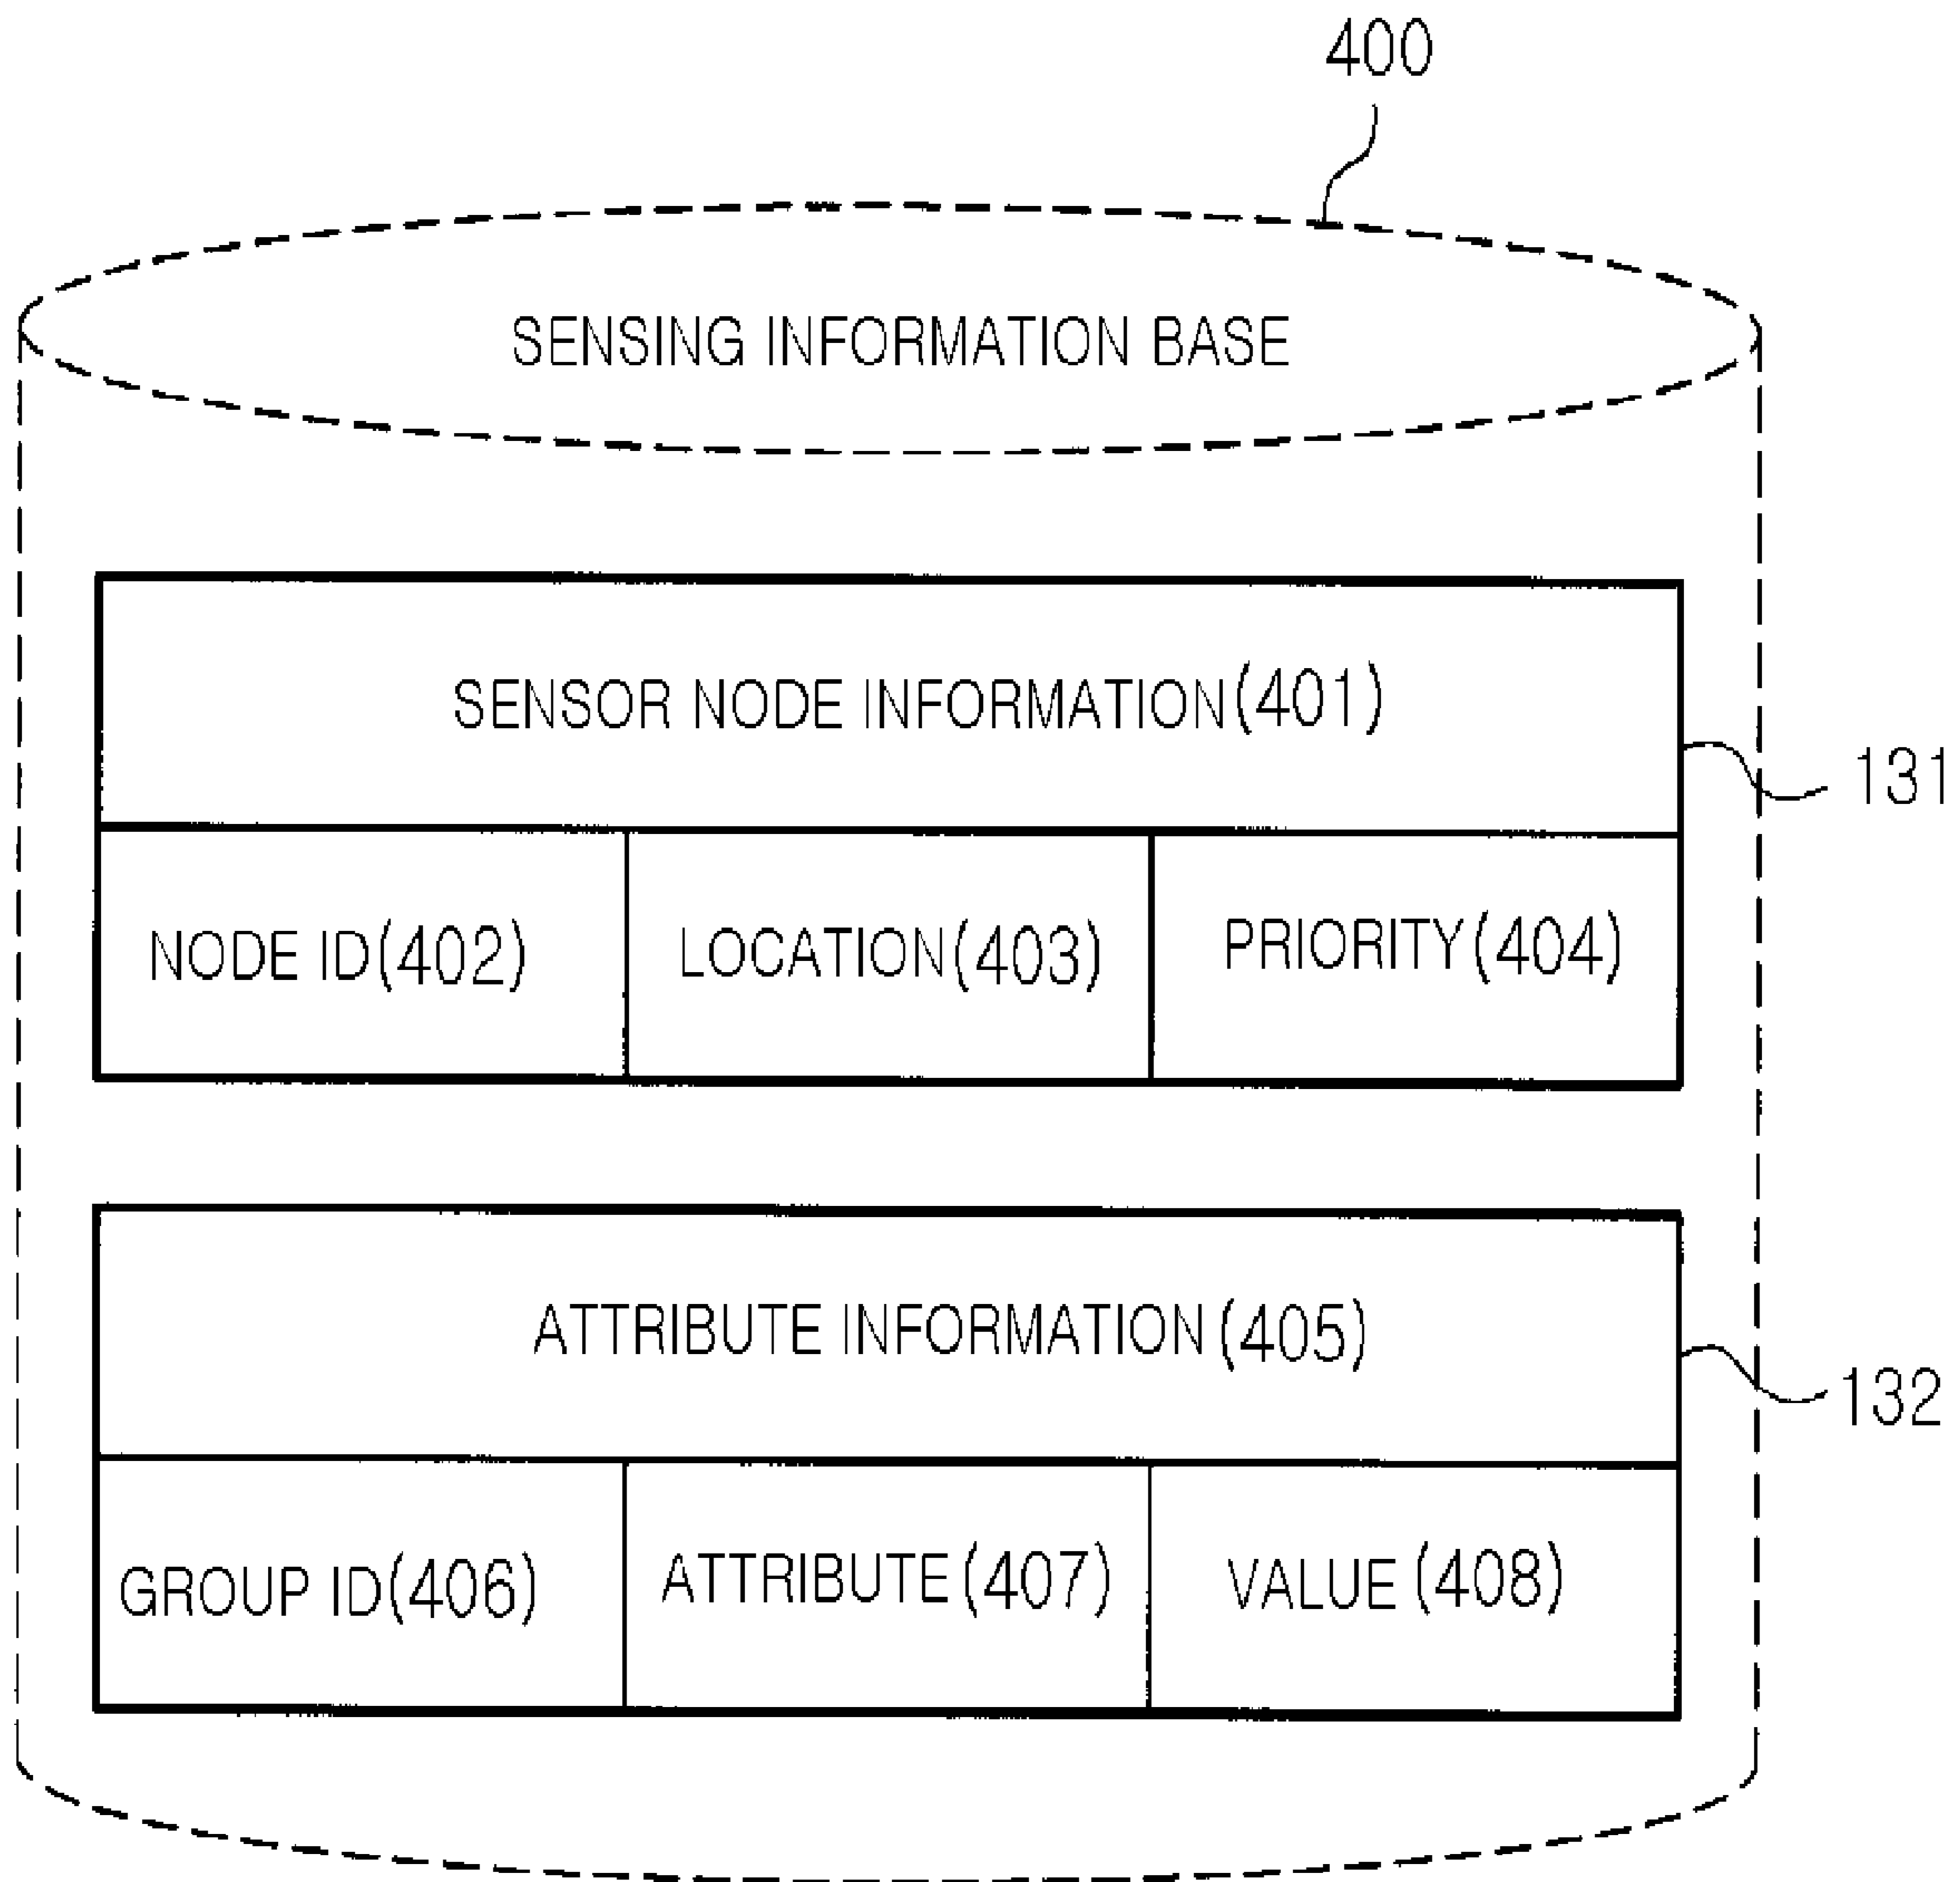 400
SENSING INFORMATION BASE
SENSOR NODE INFORMATION(401)
131
NODE ID(402)
LOCATION(403)
PRIORITY(404)
ATTRIBUTE INFORMATION(405)
132
GROUP ID(406)
ATTRIBUTE(407)
VALUE(408)